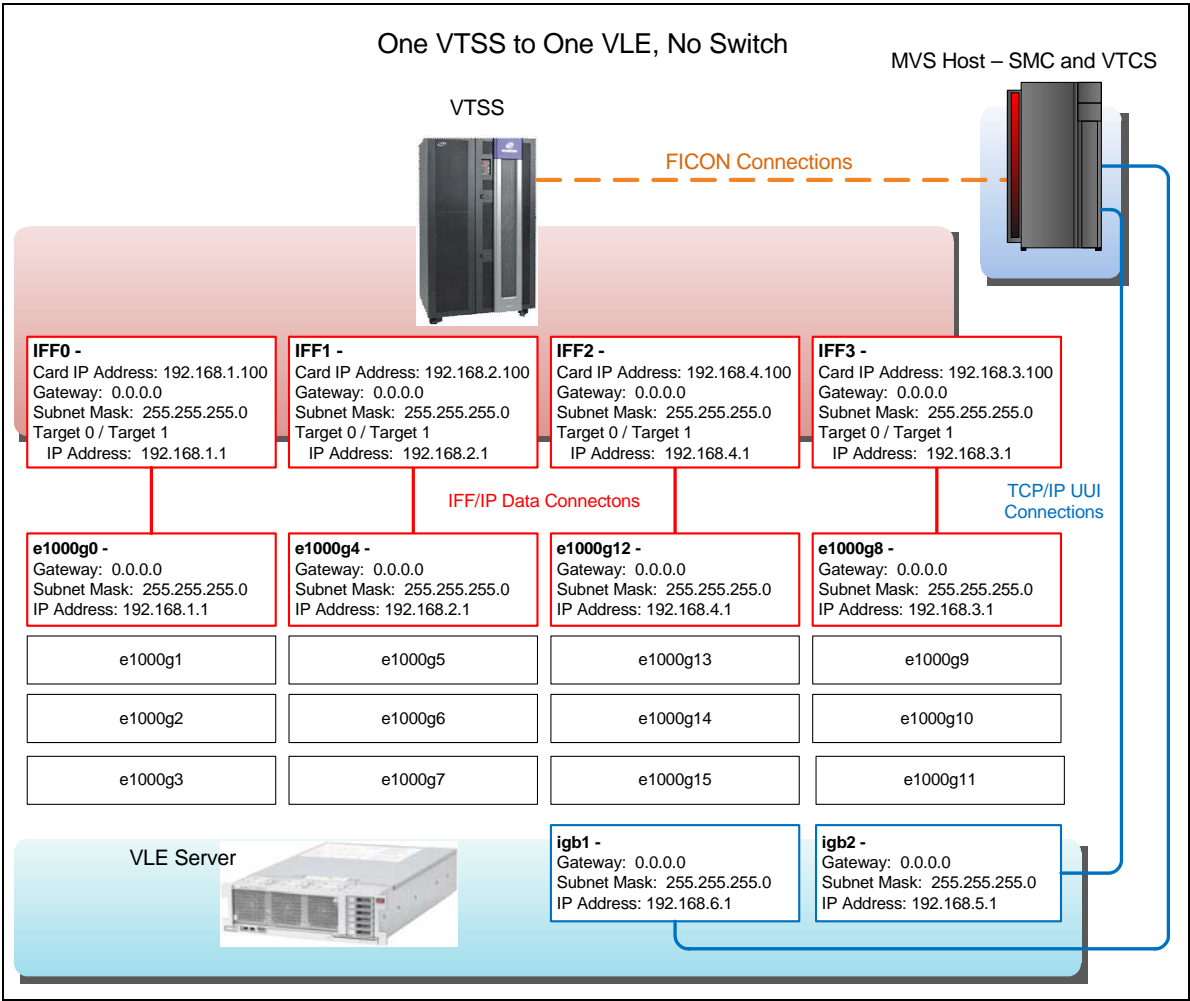 One VTSS to One VLE, No Switch
MVS Host – SMC and VTCS
VTSS
FICON Connections
IFF0 -
Card IP Address: 192.168.1.100
Gateway: 0.0.0.0
Subnet Mask: 255.255.255.0
Target 0 / Target 1
IP Address: 192.168.1.1
IFF1 -
Card IP Address: 192.168.2.100
Gateway: 0.0.0.0
Subnet Mask: 255.255.255.0
Target 0 / Target 1
IP Address: 192.168.2.1
IFF2 -
Card IP Address: 192.168.4.100
Gateway: 0.0.0.0
Subnet Mask: 255.255.255.0
Target 0 / Target 1
IP Address: 192.168.4.1
IFF3 -
Card IP Address: 192.168.3.100
Gateway: 0.0.0.0
Subnet Mask: 255.255.255.0
Target 0 / Target 1
IP Address: 192.168.3.1
IFF/IP Data Connectons
TCP/IP UUI
Connections
e1000g0 -
Gateway: 0.0.0.0
Subnet Mask: 255.255.255.0
IP Address: 192.168.1.1
e1000g4 -
Gateway: 0.0.0.0
Subnet Mask: 255.255.255.0
IP Address: 192.168.2.1
e1000g12 -
Gateway: 0.0.0.0
Subnet Mask: 255.255.255.0
IP Address: 192.168.4.1
e1000g8 -
Gateway: 0.0.0.0
Subnet Mask: 255.255.255.0
IP Address: 192.168.3.1
e1000g1
e1000g5
e1000g13
e1000g9
e1000g2
e1000g6
e1000g14
e1000g10
e1000g3
e1000g7
e1000g15
e1000g11
VLE Server
igb1 -
Gateway: 0.0.0.0
Subnet Mask: 255.255.255.0
IP Address: 192.168.6.1
igb2 -
Gateway: 0.0.0.0
Subnet Mask: 255.255.255.0
IP Address: 192.168.5.1